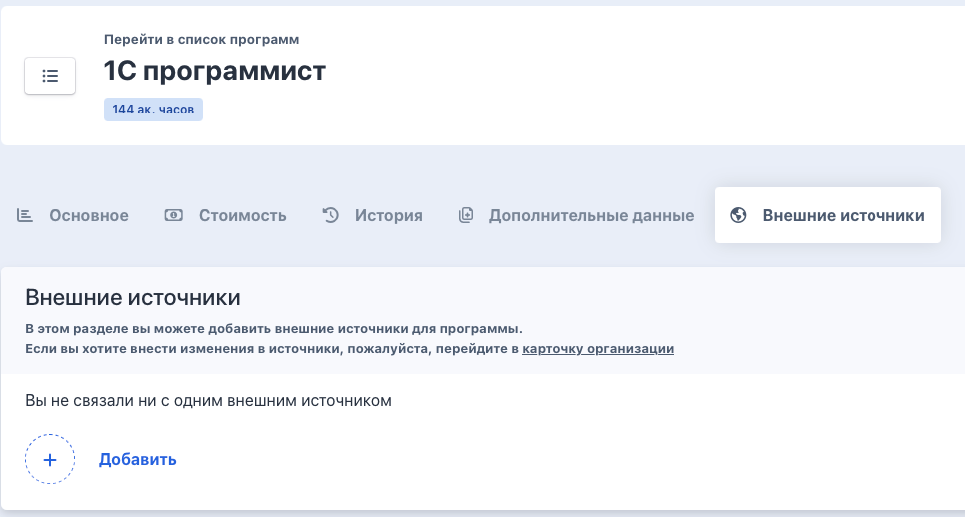 Перейти в список программ
1С программист
144 ак. часов
Основное
Стоимость
История
Дополнительные данные
Внешние источники
Внешние источники
В этом разделе вы можете добавить внешние источники для программы.
Если вы хотите внести изменения в источники, пожалуйста, перейдите в карточку организации
Вы не связали ни с одним внешним источником
Добавить